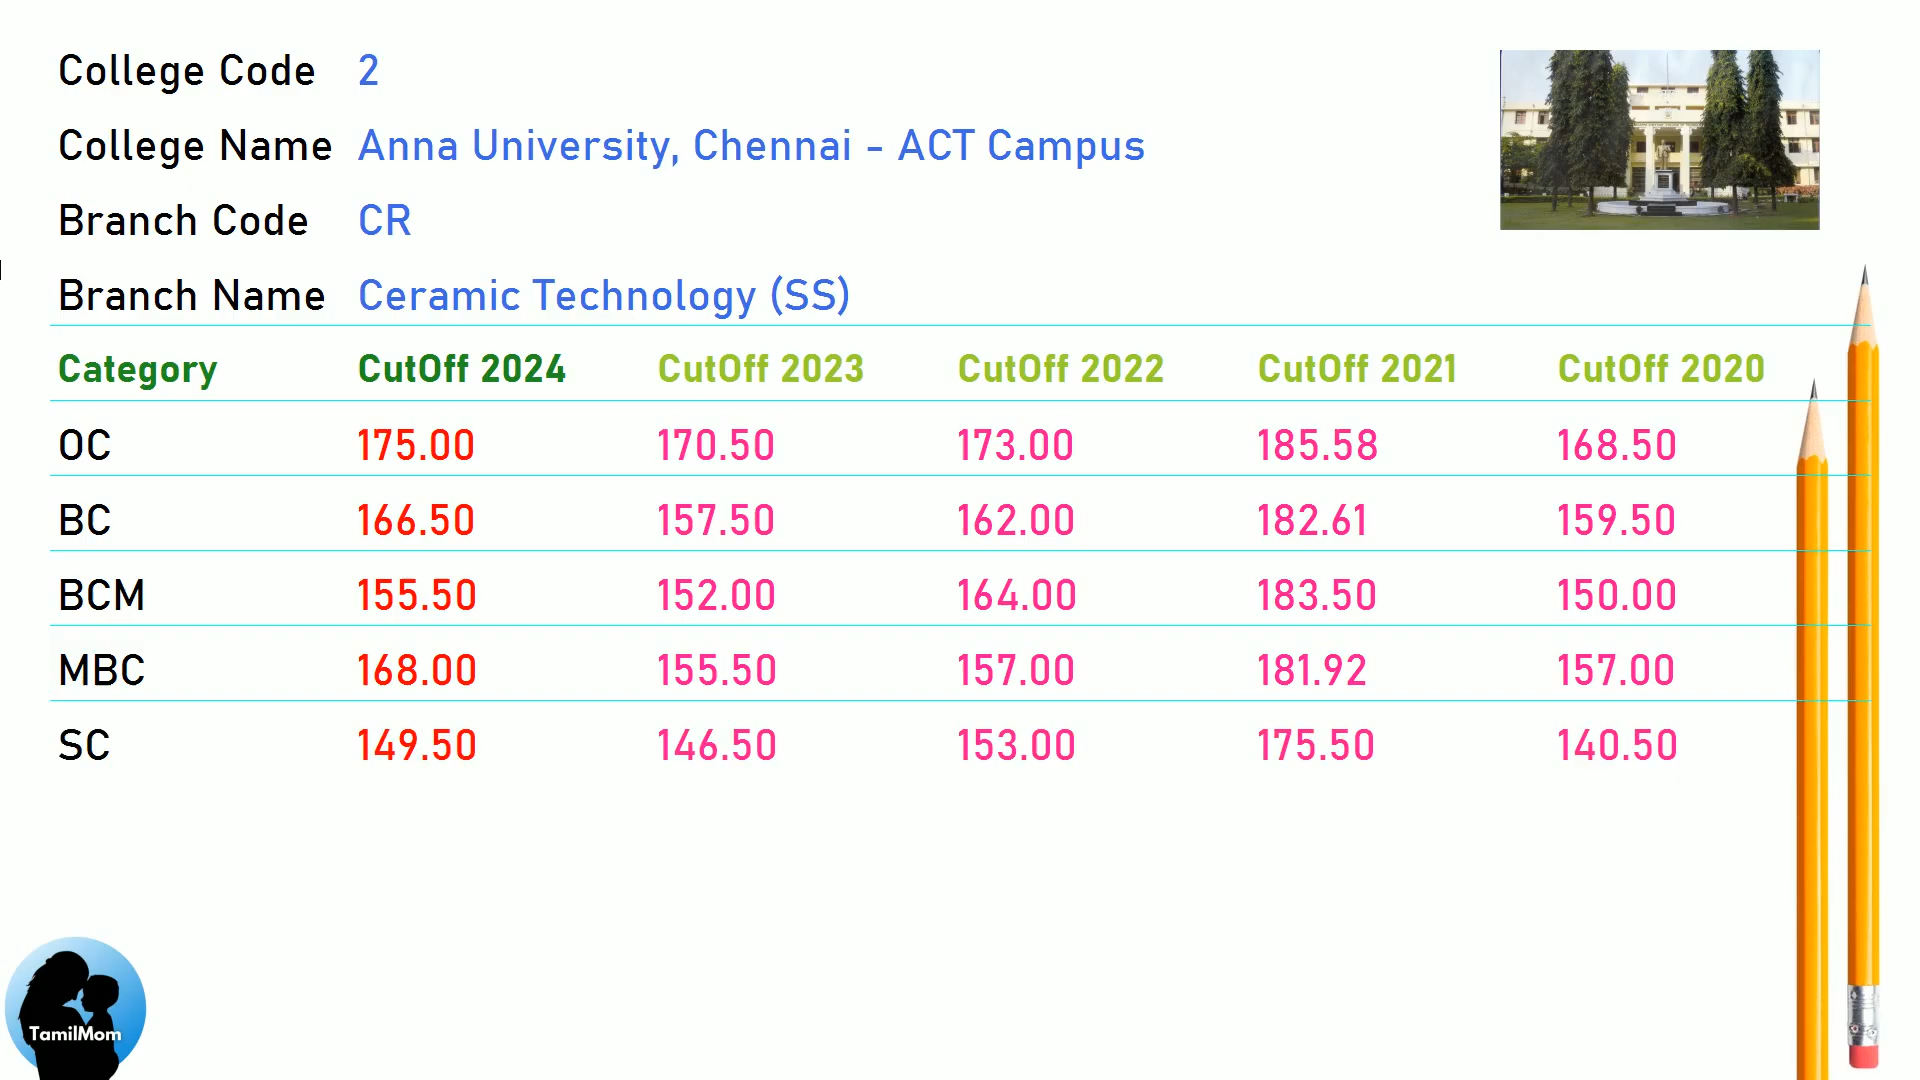 College Code 2
College Name Anna University, Chennai - ACT Campus
Branch Code CR
Branch Name Ceramic Technology (SS)
Category CutOff 2024 CutOff 2023 CutOff 2022 CutOff 2021 CutOff 2020
OC 175.00 170.50 173.00 185.58 168.50
BC 166.50 157.50 162.00 182.61 159.50
BCM 155.50 152.00 164.00 183.50 150.00
MBC 168.00 155.50 157.00 181.92 157.00
SC 149.50 146.50 153.00 175.50 140.50
TamilMom